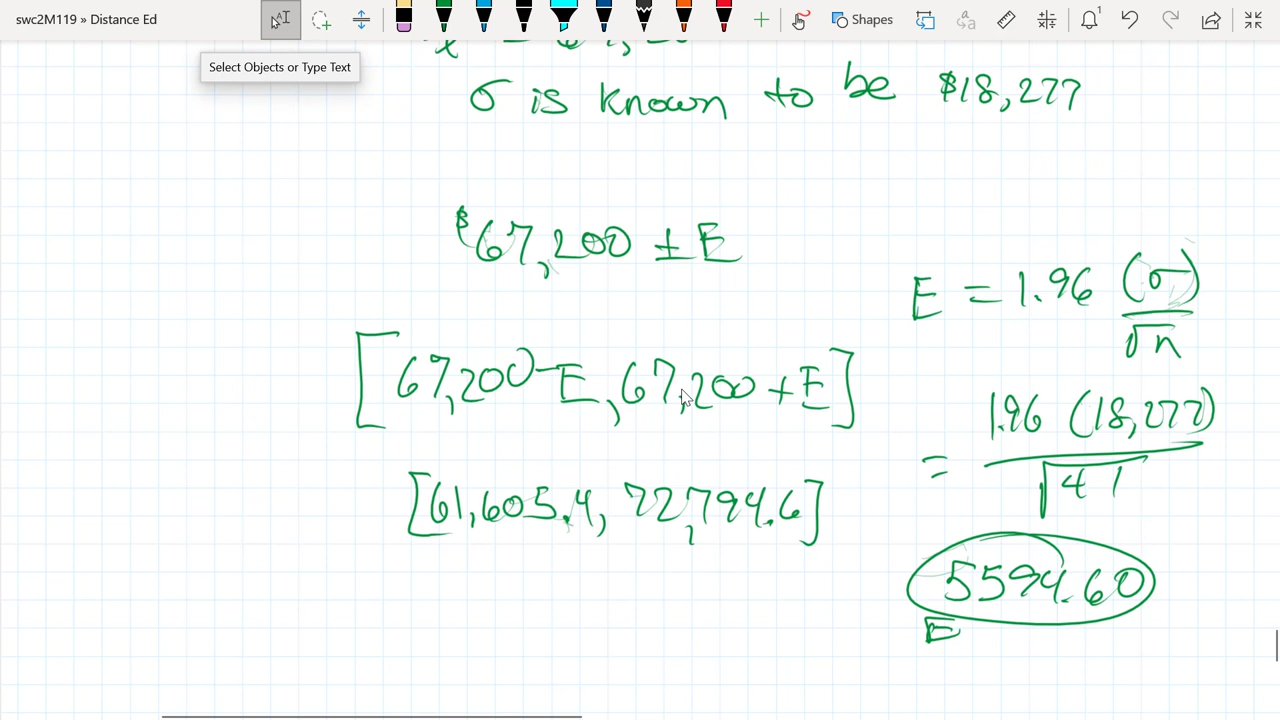 swc2M119 » Distance Ed
Shapes
1
Select Objects or Type Text
σ is known to be $18,277
$67,200 ± E
E = 1.96 (σ)
√n
[67,200-E, 67,200 + E]
= 1.96 (18,277)
√41
[61,605.4, 72,794.6]
5594.60
E